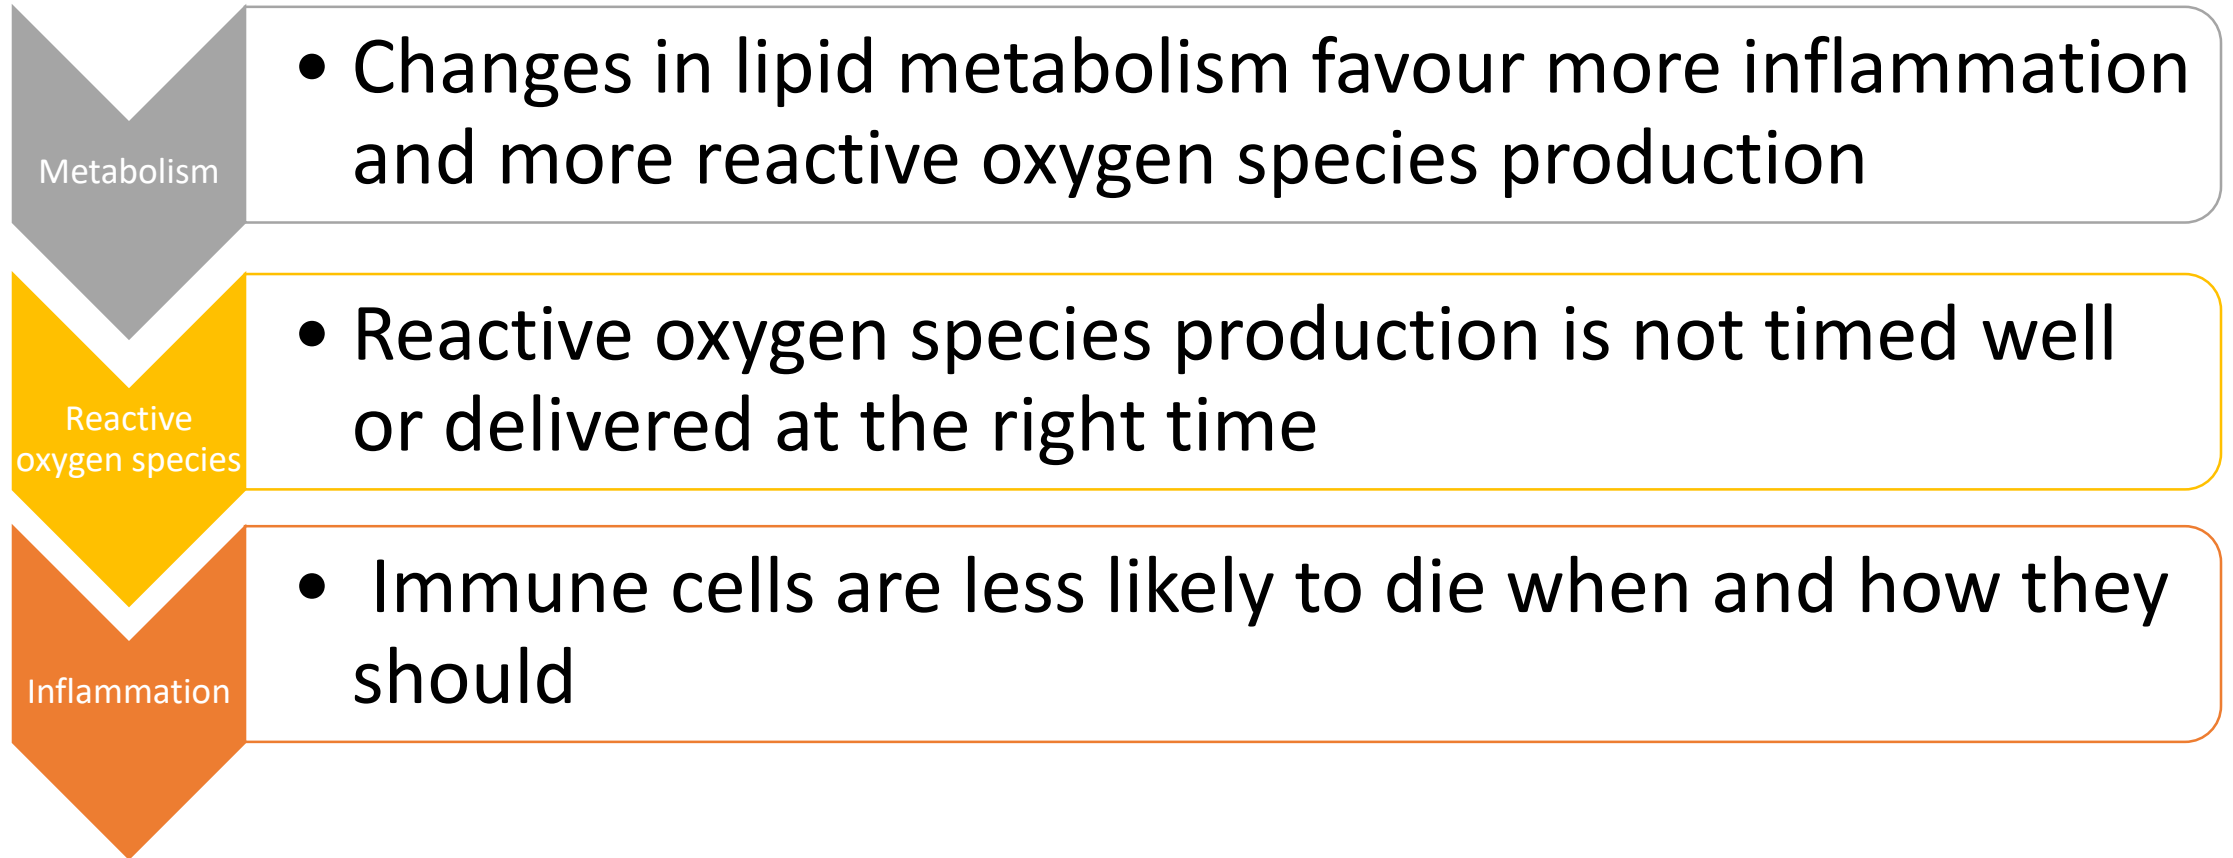 Metabolism
• Changes in lipid metabolism favour more inflammation
and more reactive oxygen species production
Reactive
oxygen species
• Reactive oxygen species production is not timed well
or delivered at the right time
Inflammation
• Immune cells are less likely to die when and how they
should